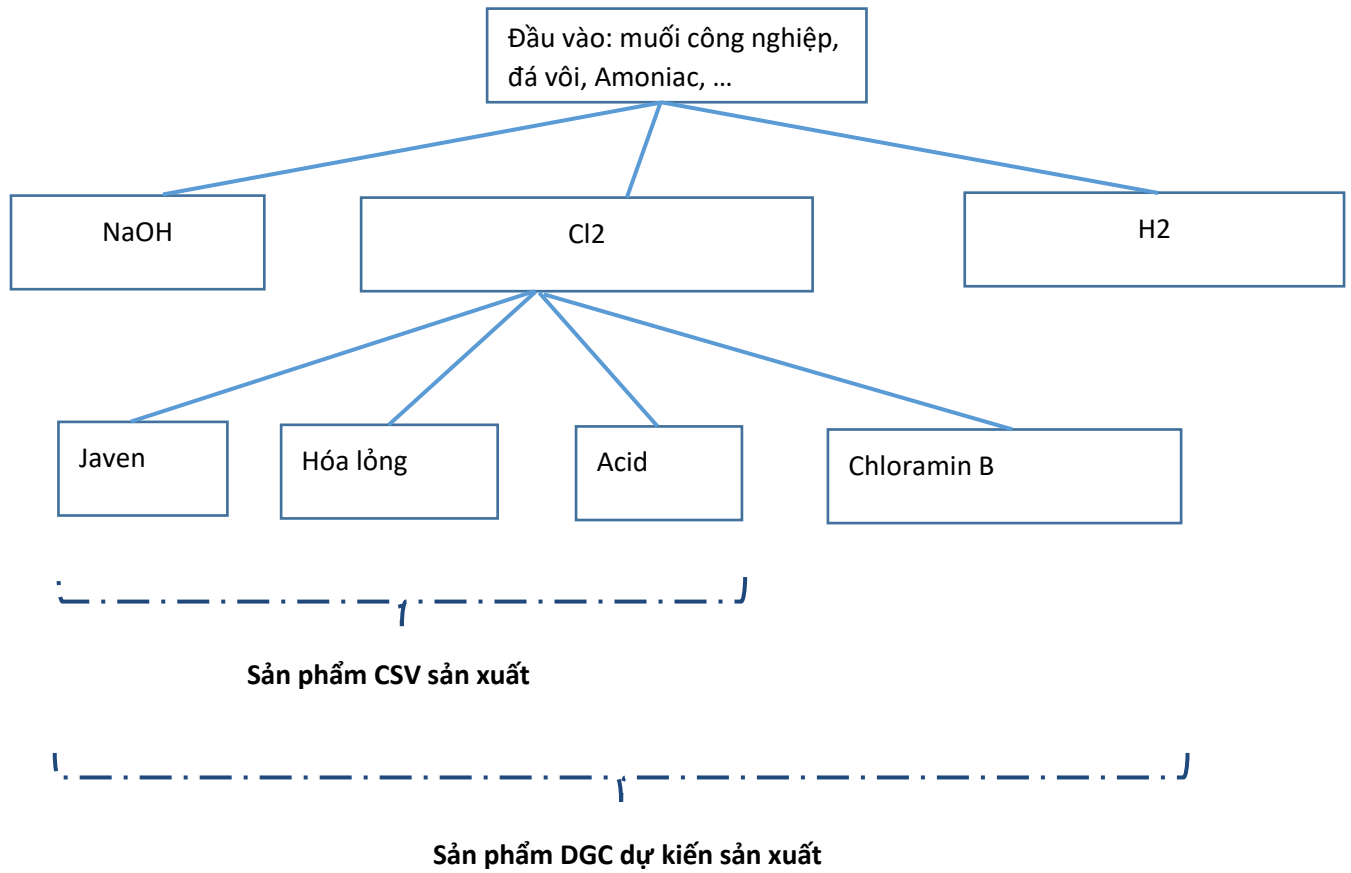 Đầu vào: muối công nghiệp,
đá vôi, Amoniac, …
NaOH
Cl2
H2
Javen
Hóa lỏng
Acid
Chloramin B
Sản phẩm CSV sản xuất
Sản phẩm DGC dự kiến sản xuất